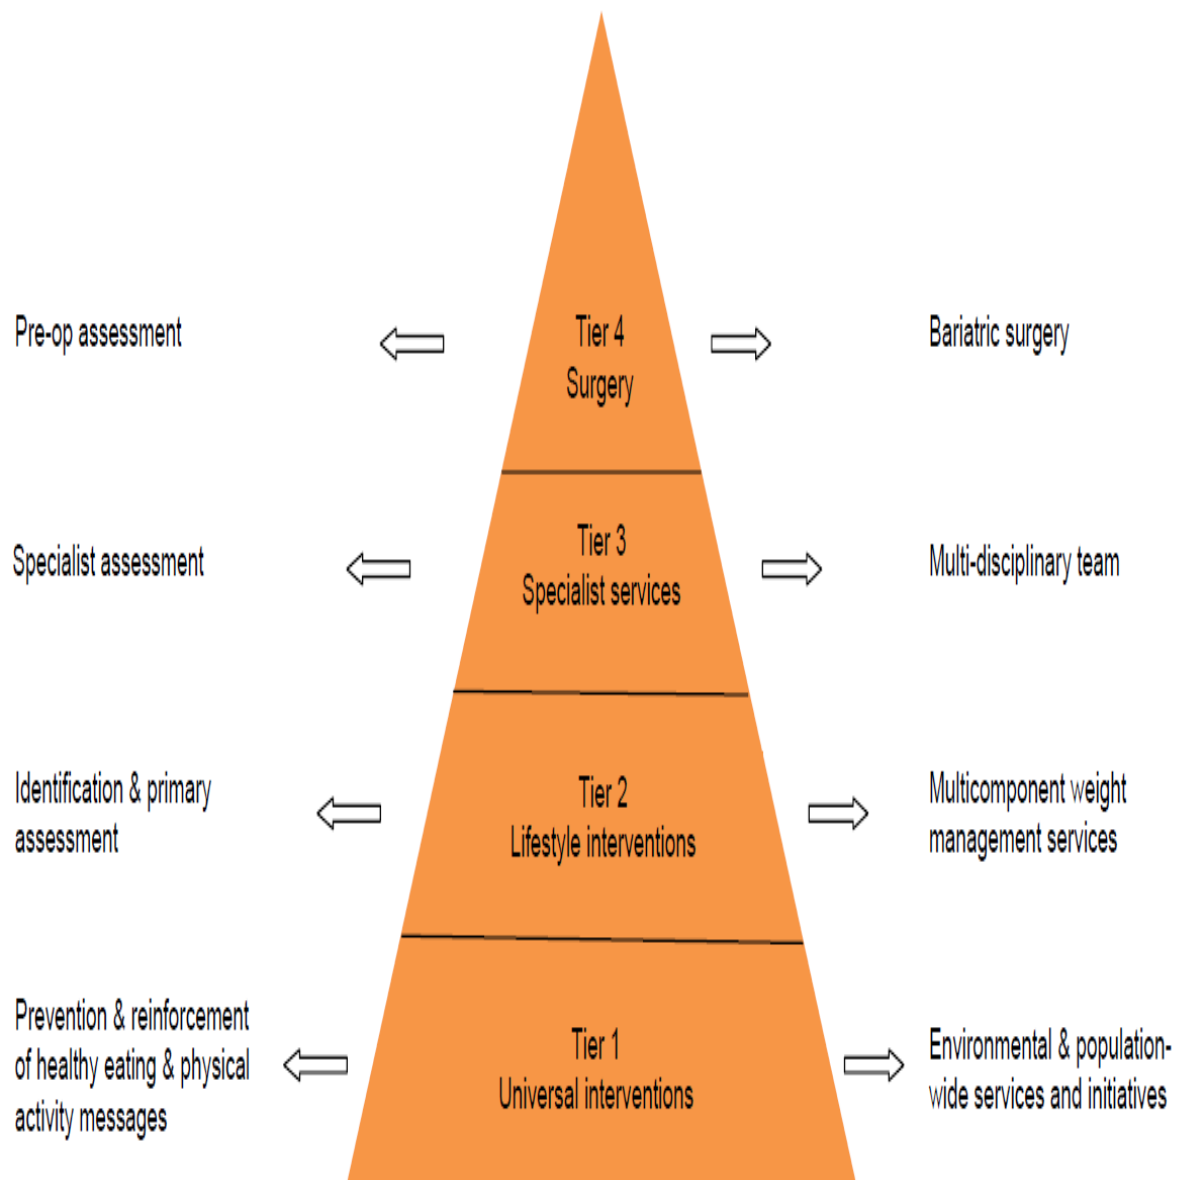 Pre-op assessment
Tier 4
Surgery
Bariatric surgery
Specialist assessment
Tier 3
Specialist services
Multi-disciplinary team
Identification & primary
assessment
Tier 2
Lifestyle interventions
Multicomponent weight
management services
Prevention & reinforcement
of healthy eating & physical
activity messages
Tier 1
Universal interventions
Environmental & population-
wide services and initiatives